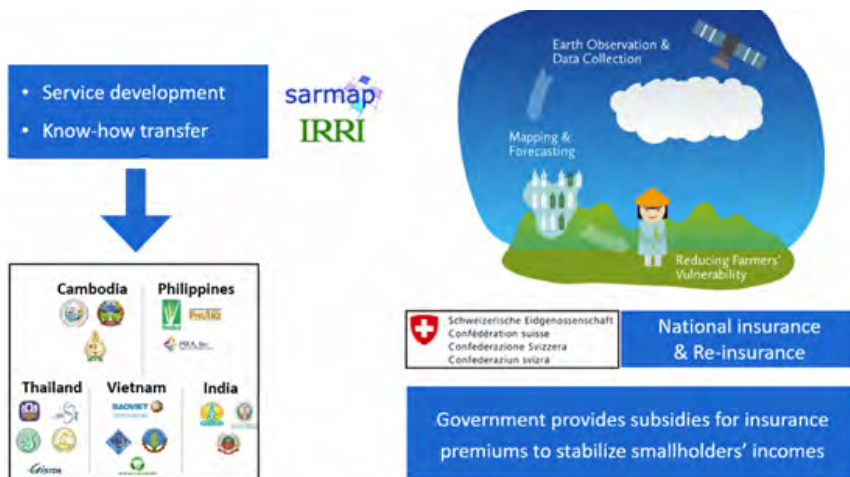 • Service development
• Know-how transfer
sarmap
IRRI
Earth Observation &
Data Collection
Mapping &
Forecasting
Reducing Farmers'
Vulnerability
Cambodia
Philippines
PhilRice
Thailand
Vietnam
India
BAOVIET
GISTDA
Schweizerische Eidgenossenschaft
Confédération suisse
Confederazione Svizzera
Confederaziun svizra
National insurance
& Re-insurance
Government provides subsidies for insurance
premiums to stabilize smallholders' incomes